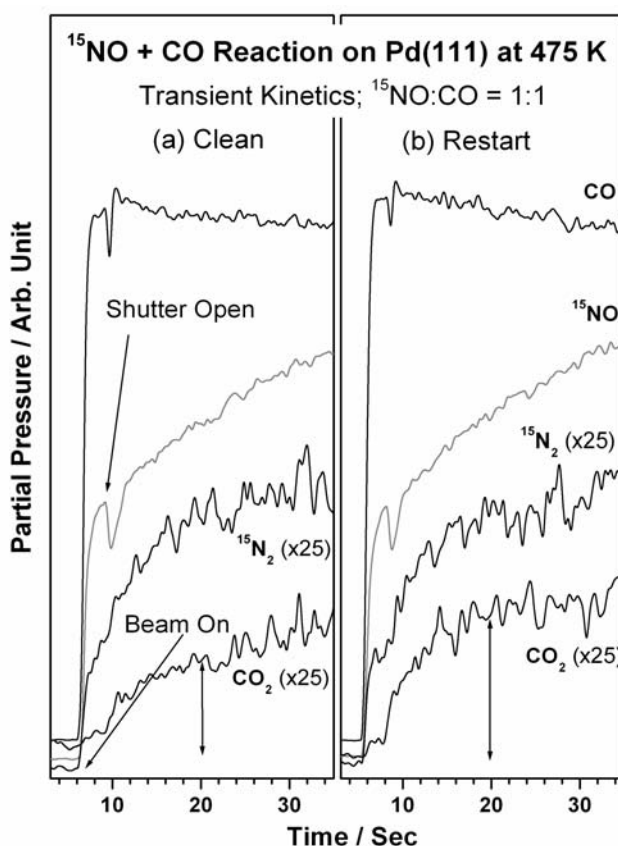 ¹⁵NO + CO Reaction on Pd(111) at 475 K
Transient Kinetics; ¹⁵NO:CO = 1:1
(a) Clean
(b) Restart
CO
Shutter Open
¹⁵NO
¹⁵N₂ (x25)
¹⁵N₂ (x25)
Beam On
CO₂ (x25)
CO₂ (x25)
10 20 30
10 20 30
Time / Sec
Partial Pressure / Arb. Unit